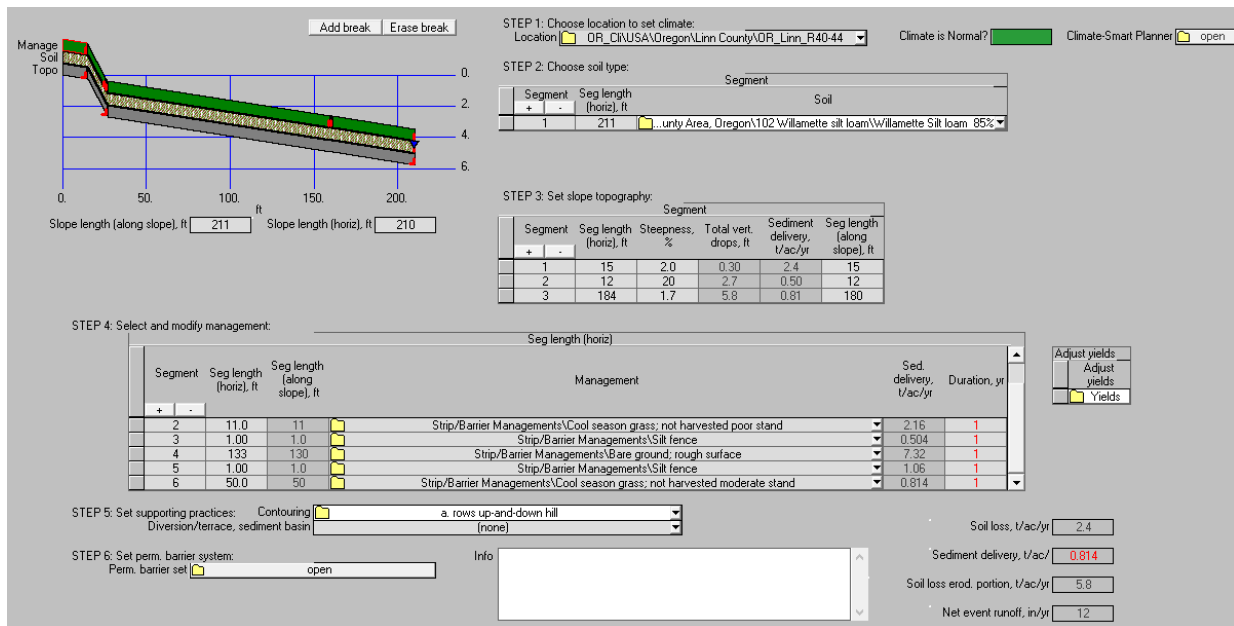 Add break Erase break
Manage
Soil
Topo
0.
2.
4.
6.
0. 50. 100. 150. 200.
ft
Slope length (along slope), ft 211 Slope length (horiz), ft 210
STEP 1: Choose location to set climate:
Location OR_Cli\USA\Oregon\Linn County\OR_Linn_R40-44 Climate is Normal? Climate-Smart Planner open
STEP 2: Choose soil type:
Segment
Segment + - Seg length (horiz), ft Soil
1 211 ...unty Area, Oregon\102 Willamette silt loam\Willamette Silt loam 85%
STEP 3: Set slope topography:
Segment
Segment Seg length Steepness, Total vert. Sediment Seg length
(horiz), ft % drops, ft delivery, (along
+ - t/ac/yr slope), ft
1 15 2.0 0.30 2.4 15
2 12 20 2.7 0.50 12
3 184 1.7 5.8 0.81 180
STEP 4: Select and modify management:
Seg length (horiz)
Segment Seg length Seg length Management Sed. Duration, yr
(horiz), ft (along delivery,
slope), ft t/ac/yr
+ -
2 11.0 11 Strip/Barrier Managements\Cool season grass; not harvested poor stand 2.16 1
3 1.00 1.0 Strip/Barrier Managements\Silt fence 0.504 1
4 133 130 Strip/Barrier Managements\Bare ground; rough surface 7.32 1
5 1.00 1.0 Strip/Barrier Managements\Silt fence 1.06 1
6 50.0 50 Strip/Barrier Managements\Cool season grass; not harvested moderate stand 0.814 1
Adjust yields
Adjust
yields
Yields
STEP 5: Set supporting practices: Contouring a. rows up-and-down hill
Diversion/terrace, sediment basin (none)
STEP 6: Set perm. barrier system:
Perm. barrier set open
Info
Soil loss, t/ac/yr 2.4
Sediment delivery, t/ac/ 0.814
Soil loss erod. portion, t/ac/yr 5.8
Net event runoff, in/yr 12